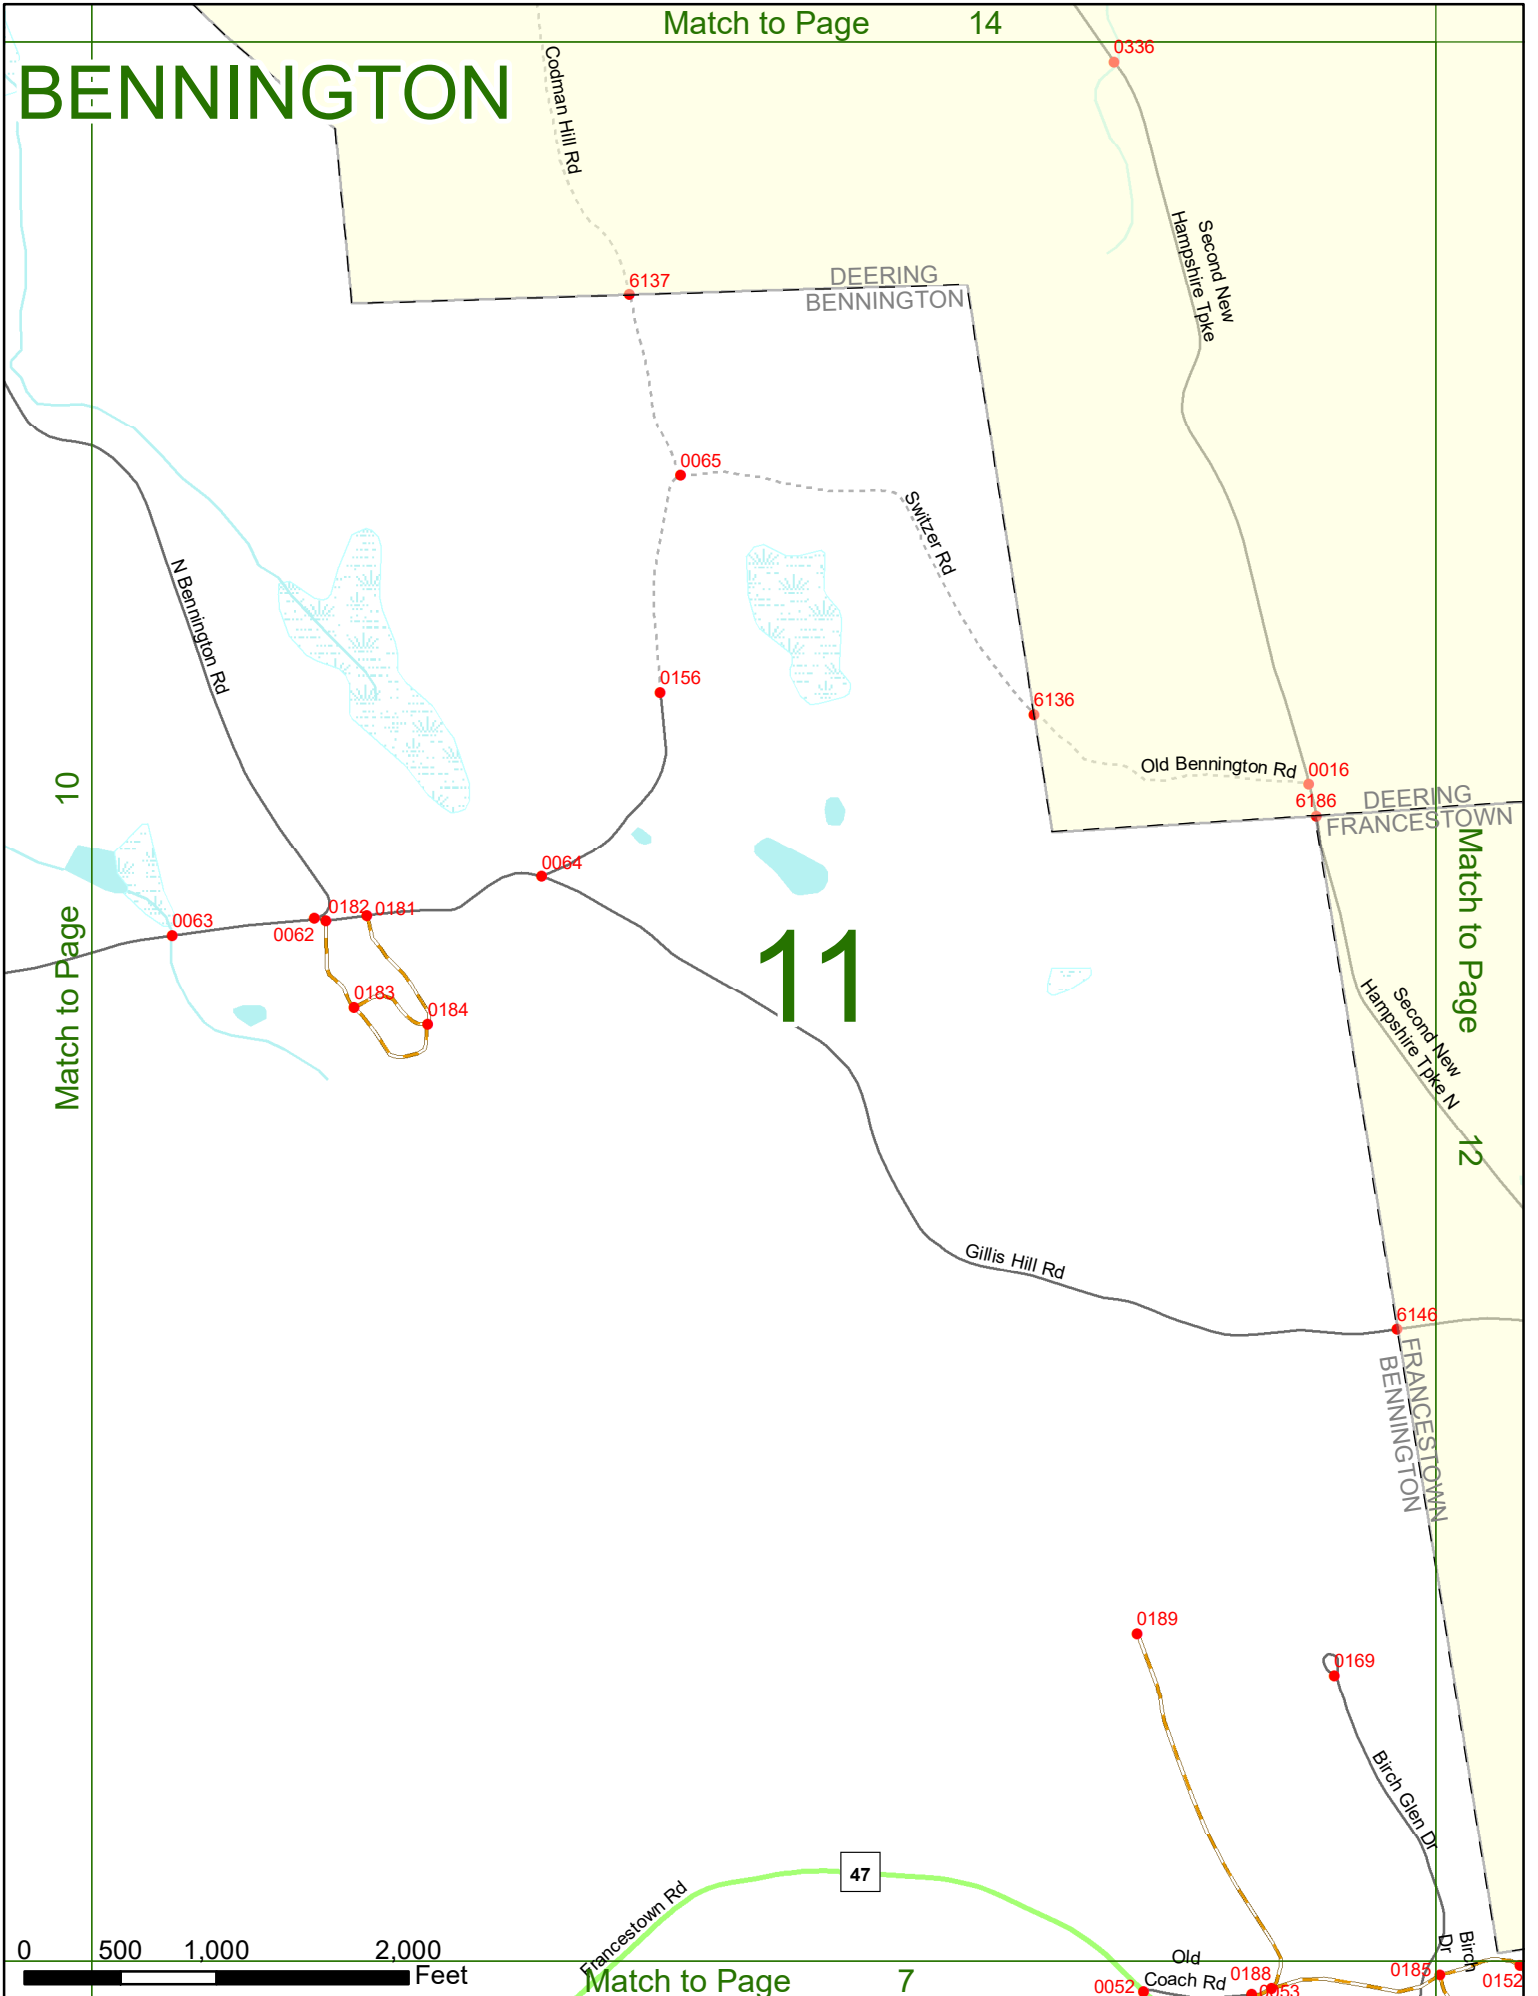 Match to Page 14
BENNINGTON
0336
Codman Hill Rd
Second New
Hampshire Tpke
6137
DEERING
BENNINGTON
0065
Switzer Rd
N Bennington Rd
0156
6136
Old Bennington Rd
0016
6186
DEERING
FRANCESTOWN
Match to Page 10
Match to Page 12
0064
0063
0062
0182
0181
0183
0184
11
Second New
Hampshire Tpke N
Gillis Hill Rd
6146
FRANCESTOWN
BENNINGTON
0189
0169
Birch Glen Dr
47
Francestown Rd
0 500 1,000 2,000
Feet
Match to Page 7
Old
Coach Rd
0052
0188
0053
0185
Birch
Dr
0152